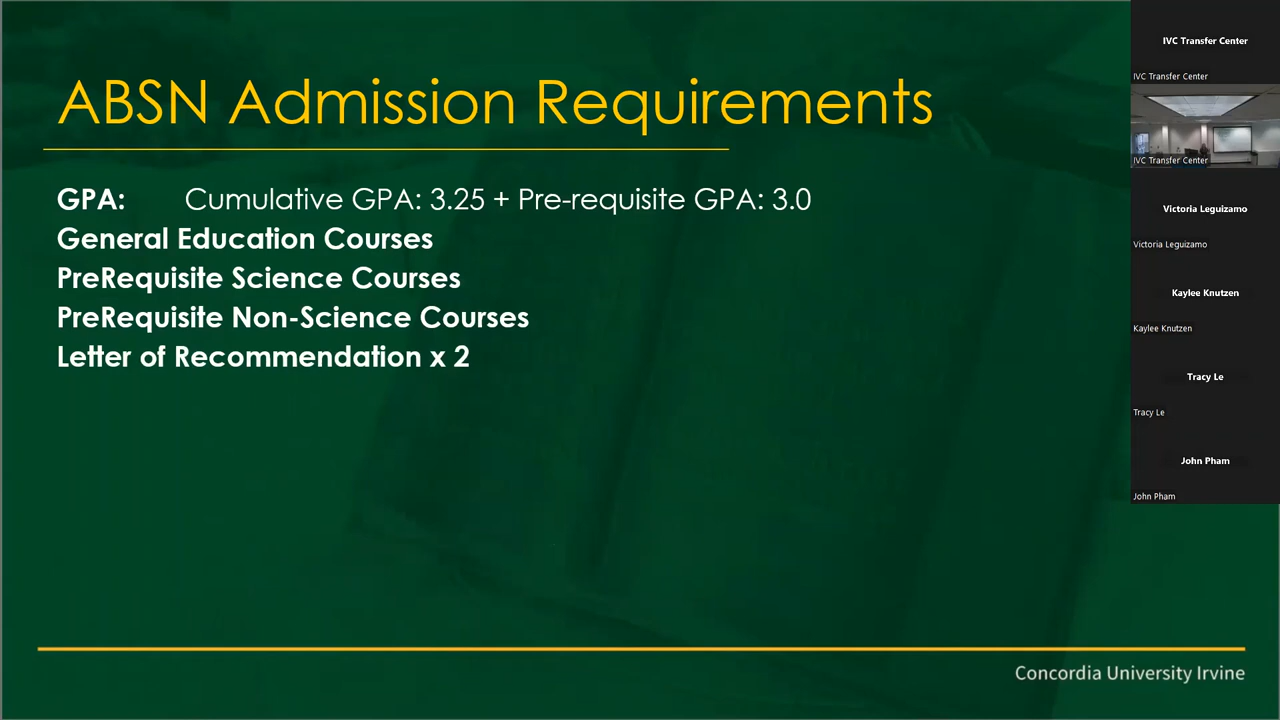 ABSN Admission Requirements
GPA: Cumulative GPA: 3.25 + Pre-requisite GPA: 3.0
General Education Courses
PreRequisite Science Courses
PreRequisite Non-Science Courses
Letter of Recommendation x 2
Concordia University Irvine
IVC Transfer Center
IVC Transfer Center
IVC Transfer Center
Victoria Leguizamo
Victoria Leguizamo
Kaylee Knutzen
Kaylee Knutzen
Tracy Le
Tracy Le
John Pham
John Pham